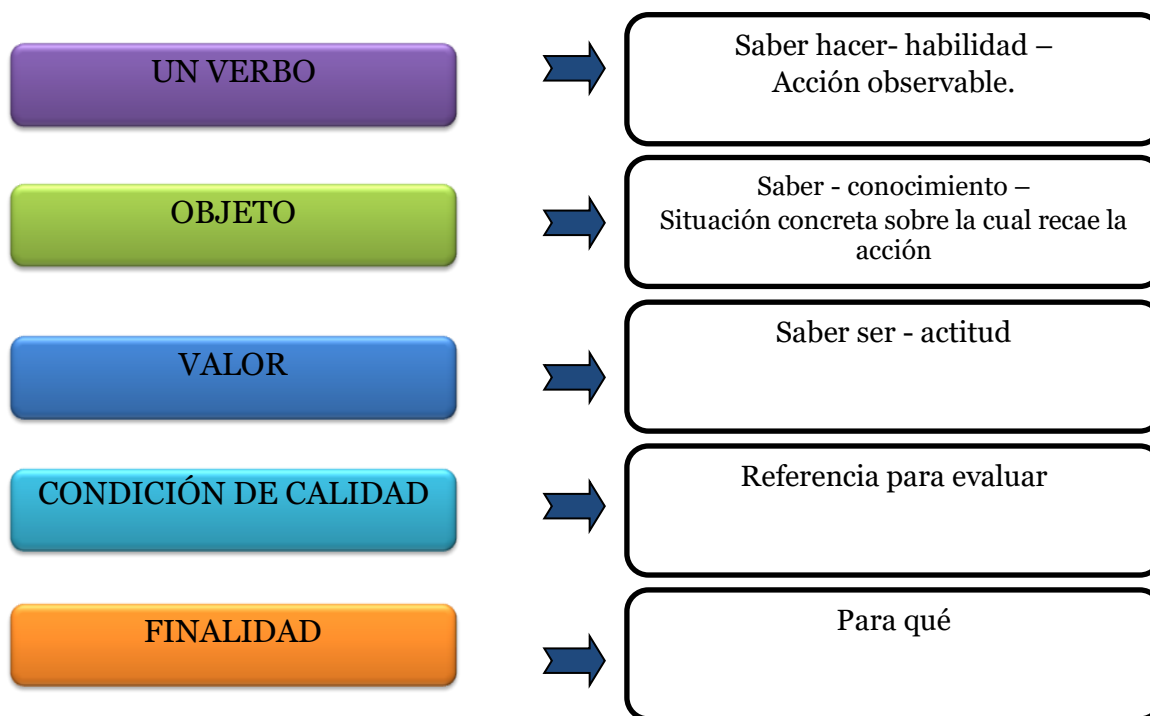 UN VERBO
Saber hacer- habilidad –
Acción observable.
OBJETO
Saber - conocimiento –
Situación concreta sobre la cual recae la
acción
VALOR
Saber ser - actitud
CONDICIÓN DE CALIDAD
Referencia para evaluar
FINALIDAD
Para qué